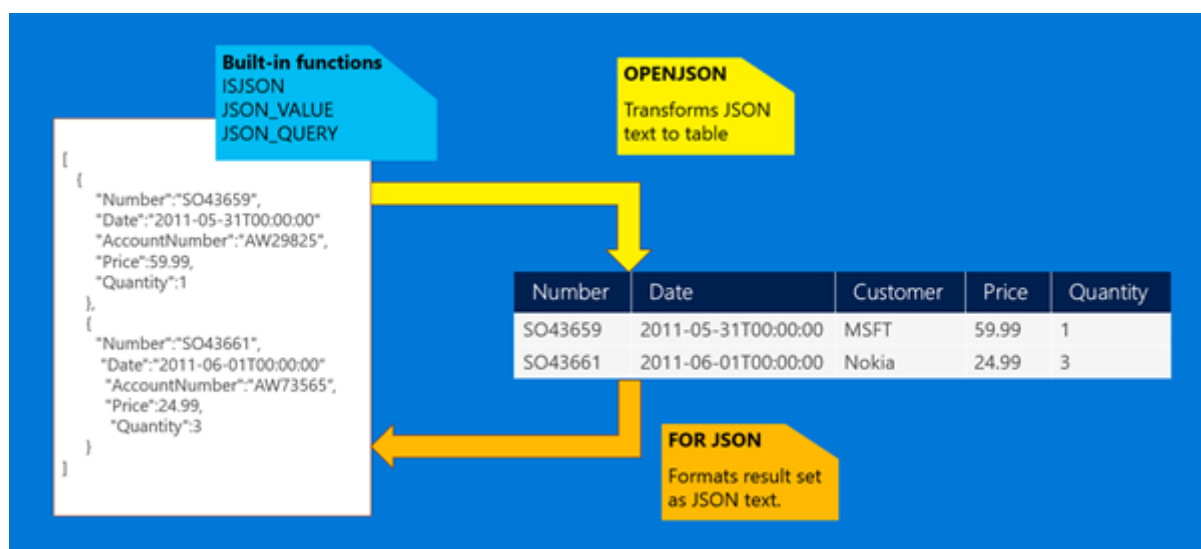 Built-in functions
ISJSON
JSON_VALUE
JSON_QUERY
OPENJSON
Transforms JSON
text to table
[
{
"Number":"SO43659",
"Date":"2011-05-31T00:00:00"
"AccountNumber":"AW29825",
"Price":59.99,
"Quantity":1
},
{
"Number":"SO43661",
"Date":"2011-06-01T00:00:00"
"AccountNumber":"AW73565",
"Price":24.99,
"Quantity":3
}
]
Number Date Customer Price Quantity
SO43659 2011-05-31T00:00:00 MSFT 59.99 1
SO43661 2011-06-01T00:00:00 Nokia 24.99 3
FOR JSON
Formats result set
as JSON text.